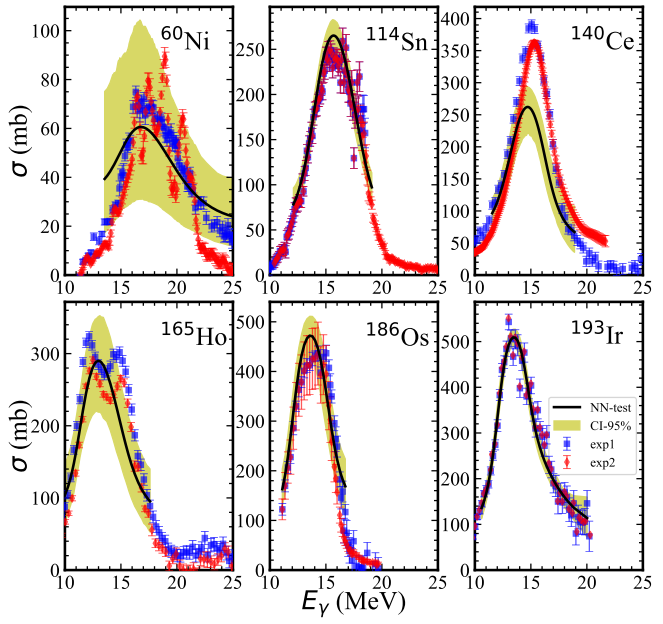 ⁶⁰Ni
¹¹⁴Sn
¹⁴⁰Ce
100
80
60
40
20
0
σ (mb)
250
200
150
100
50
0
400
350
300
250
200
150
100
50
0
10 15 20 25
10 15 20 25
10 15 20 25
¹⁶⁵Ho
¹⁸⁶Os
¹⁹³Ir
300
200
100
0
σ (mb)
500
400
300
200
100
0
500
400
300
200
100
0
NN-test
CI-95%
exp1
exp2
10 15 20 25
10 15 20 25
10 15 20 25
E_γ (MeV)